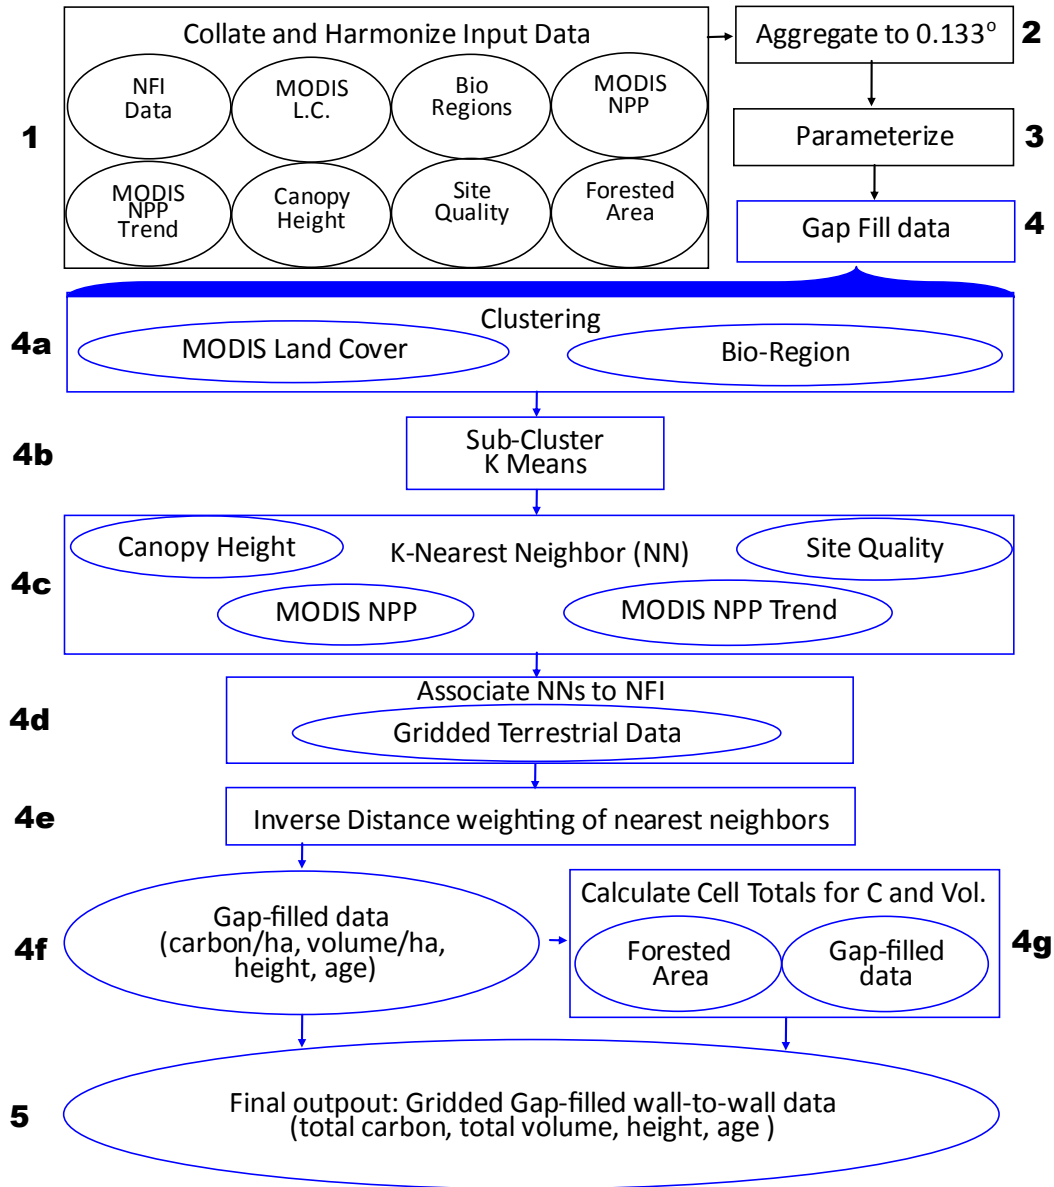 Collate and Harmonize Input Data
NFI
Data
MODIS
L.C.
Bio
Regions
MODIS
NPP
MODIS
NPP
Trend
Canopy
Height
Site
Quality
Forested
Area
1
Aggregate to 0.133º
2
Parameterize
3
Gap Fill data
4
4a
Clustering
MODIS Land Cover
Bio-Region
4b
Sub-Cluster
K Means
4c
Canopy Height
K-Nearest Neighbor (NN)
Site Quality
MODIS NPP
MODIS NPP Trend
4d
Associate NNs to NFI
Gridded Terrestrial Data
4e
Inverse Distance weighting of nearest neighbors
4f
Gap-filled data
(carbon/ha, volume/ha,
height, age)
Calculate Cell Totals for C and Vol.
Forested
Area
Gap-filled
data
4g
5
Final outpout: Gridded Gap-filled wall-to-wall data
(total carbon, total volume, height, age )